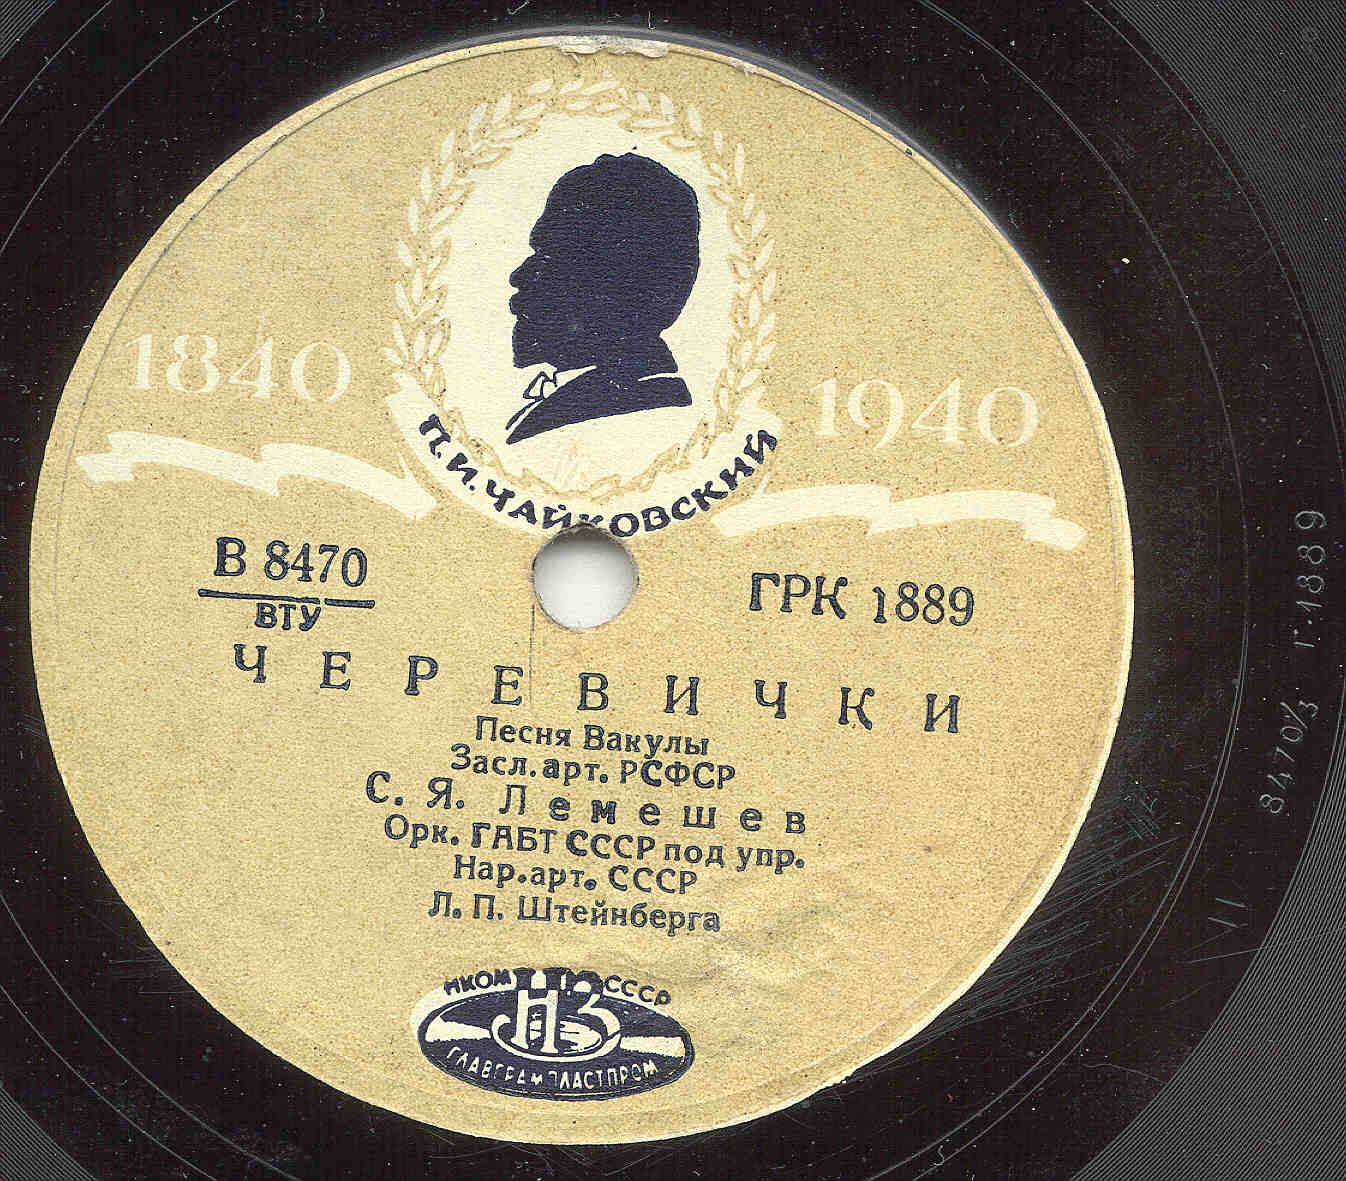 1840
1940
П. И. ЧАЙКОВСКИЙ
В 8470
ВТУ
ГРК 1889
ЧЕРЕВИЧКИ
Песня Вакулы
Засл. арт. РСФСР
С. Я. Лемешев
Орк. ГАБТ СССР под упр.
Нар. арт. СССР
Л. П. Штейнберга
СССР
НЗ
ГЛАВГРАМПЛАСТПРОМ
8470/3 Г.1889